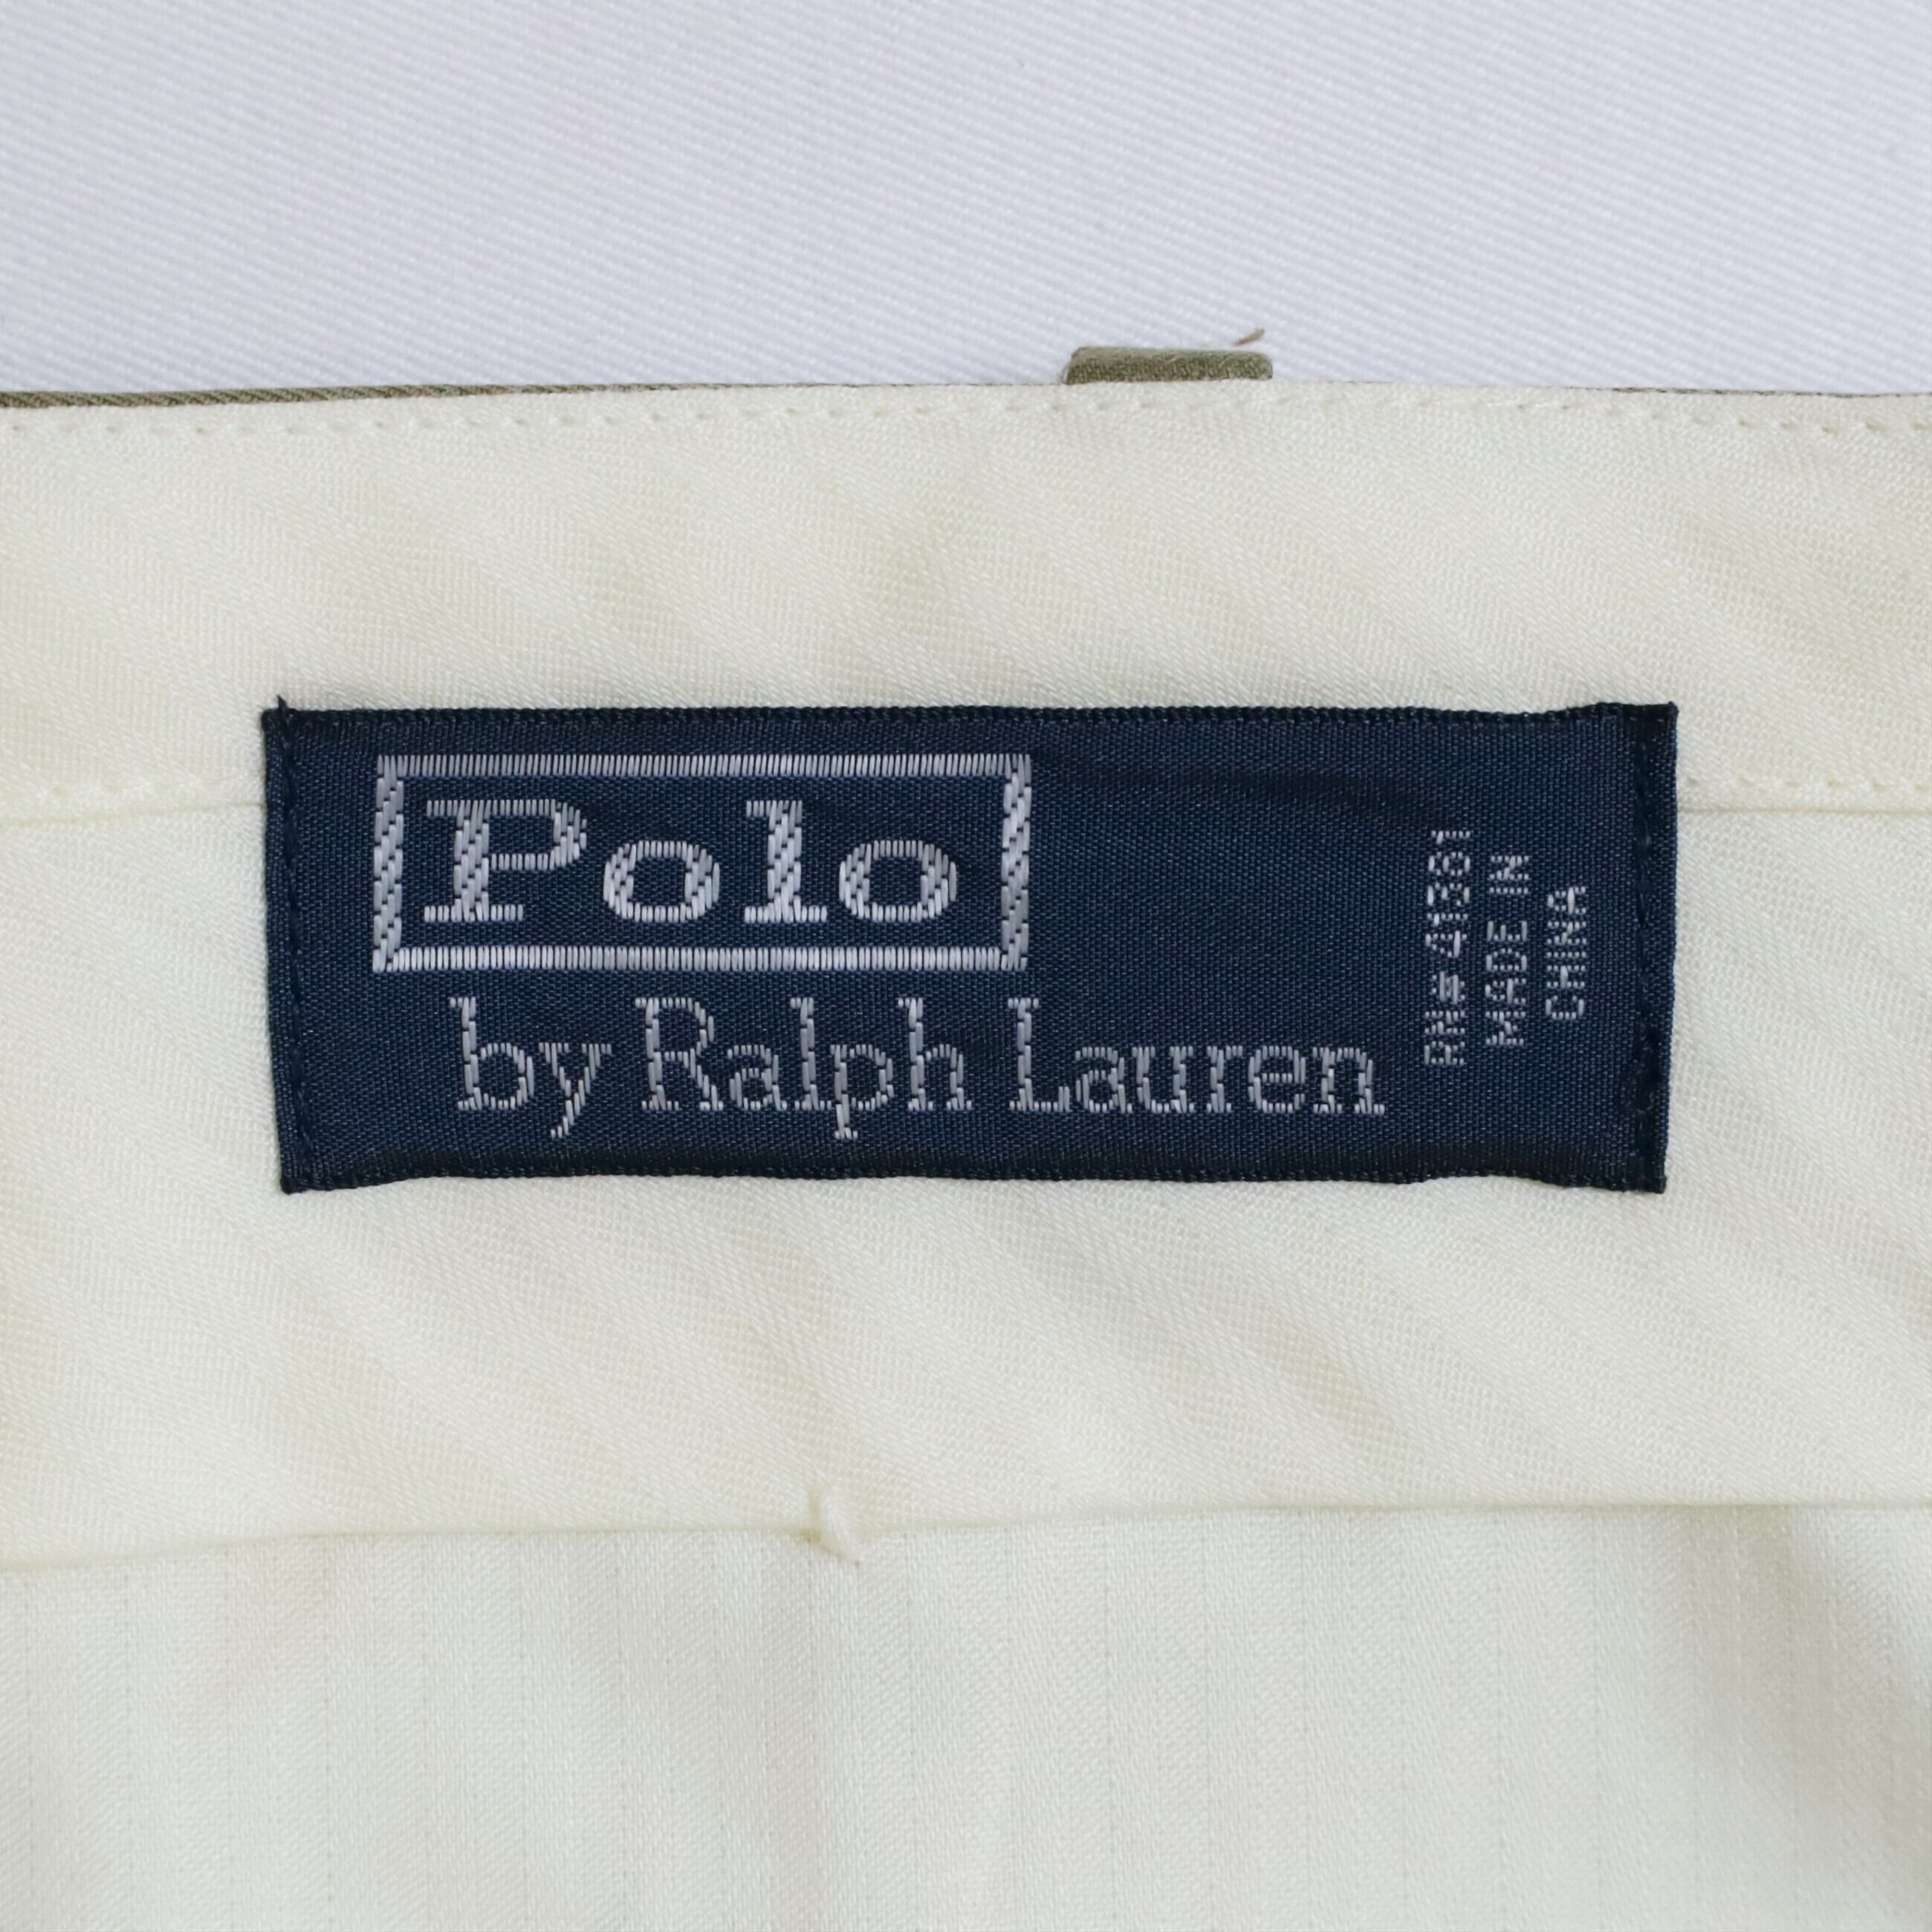 Polo
by Ralph Lauren
RN# 41381
MADE IN
CHINA